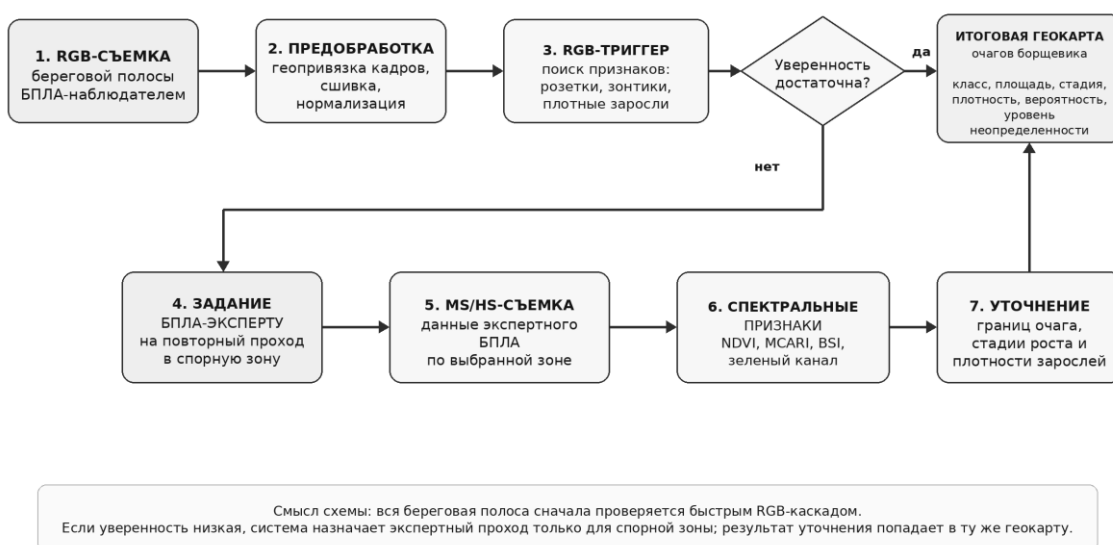 1. RGB-СЪЕМКА
береговой полосы
БПЛА-наблюдателем
2. ПРЕДОБРАБОТКА
геопривязка кадров,
сшивка,
нормализация
3. RGB-ТРИГГЕР
поиск признаков:
розетки, зонтики,
плотные заросли
Уверенность
достаточна?
да
ИТОГОВАЯ ГЕОКАРТА
очагов борщевика
класс, площадь, стадия,
плотность, вероятность,
уровень
неопределенности
нет
4. ЗАДАНИЕ
БПЛА-ЭКСПЕРТУ
на повторный проход
в спорную зону
5. MS/HS-СЪЕМКА
данные экспертного
БПЛА
по выбранной зоне
6. СПЕКТРАЛЬНЫЕ
ПРИЗНАКИ
NDVI, MCARI, BSI,
зеленый канал
7. УТОЧНЕНИЕ
границ очага,
стадии роста и
плотности зарослей
Смысл схемы: вся береговая полоса сначала проверяется быстрым RGB-каскадом.
Если уверенность низкая, система назначает экспертный проход только для спорной зоны; результат уточнения попадает в ту же геокарту.